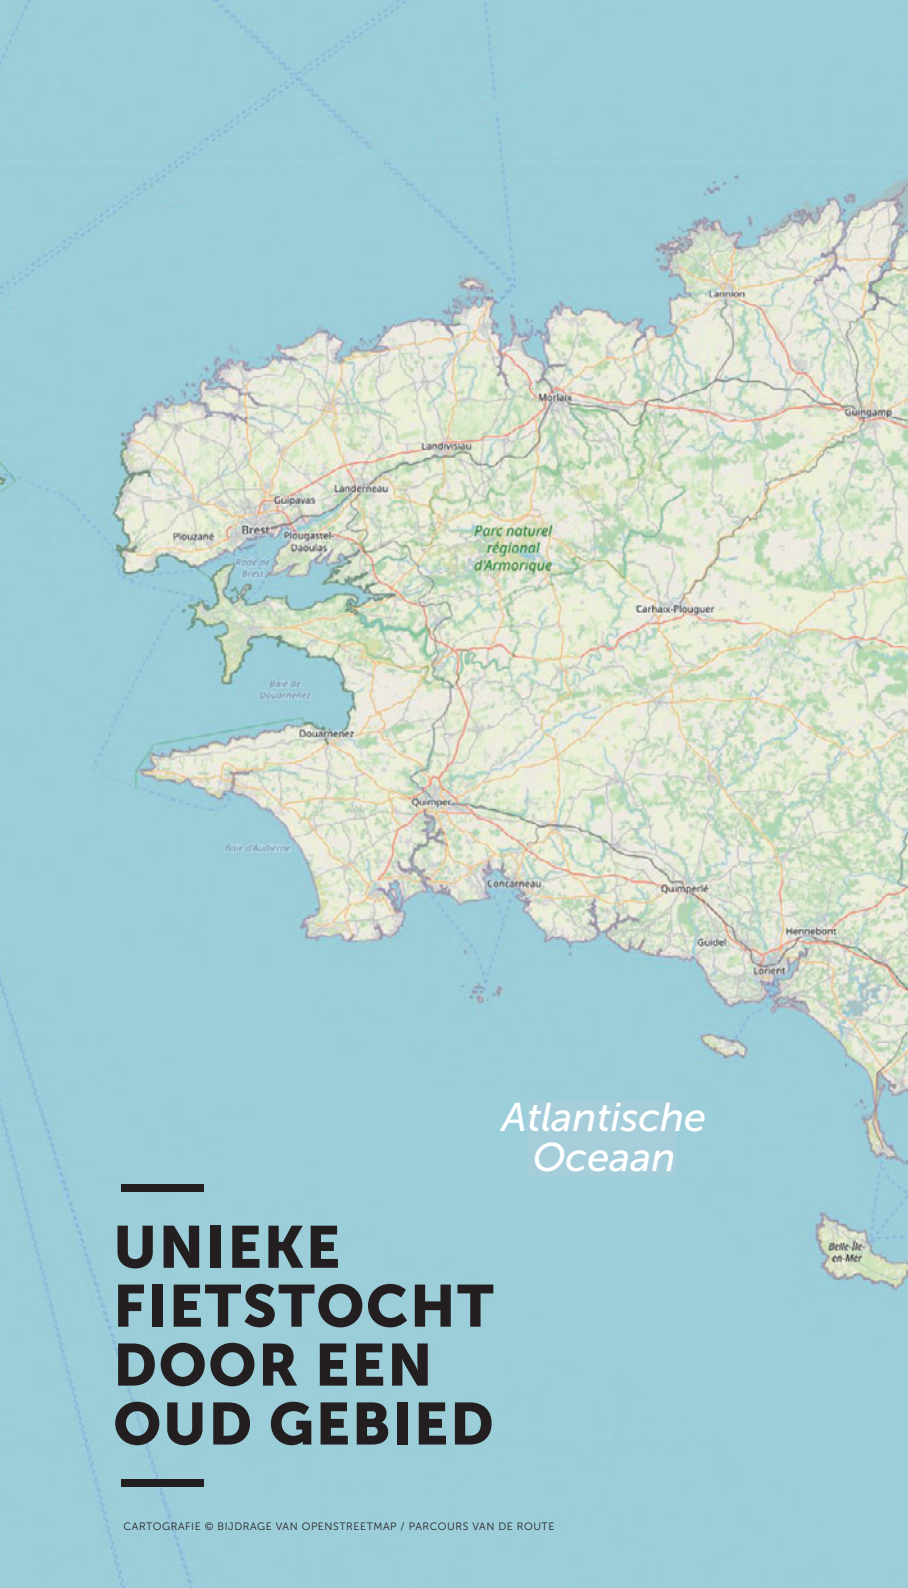 Lannion
Morlaix
Guingamp
Landivisiau
Landerneau
Guipavas
Brest
Plouzané
Plougastel-
Daoulas
Parc naturel
régional
d'Armorique
Rade de
Brest
Carhaix-Plouguer
Baie de
Douarnenez
Douarnenez
Quimper
Baie d'Audierne
Concarneau
Quimperlé
Hennebont
Guidel
Lorient
Atlantische
Oceaan
Belle-Île-
en-Mer
UNIEKE
FIETSTOCHT
DOOR EEN
OUD GEBIED
CARTOGRAFIE © BIJDRAGE VAN OPENSTREETMAP / PARCOURS VAN DE ROUTE